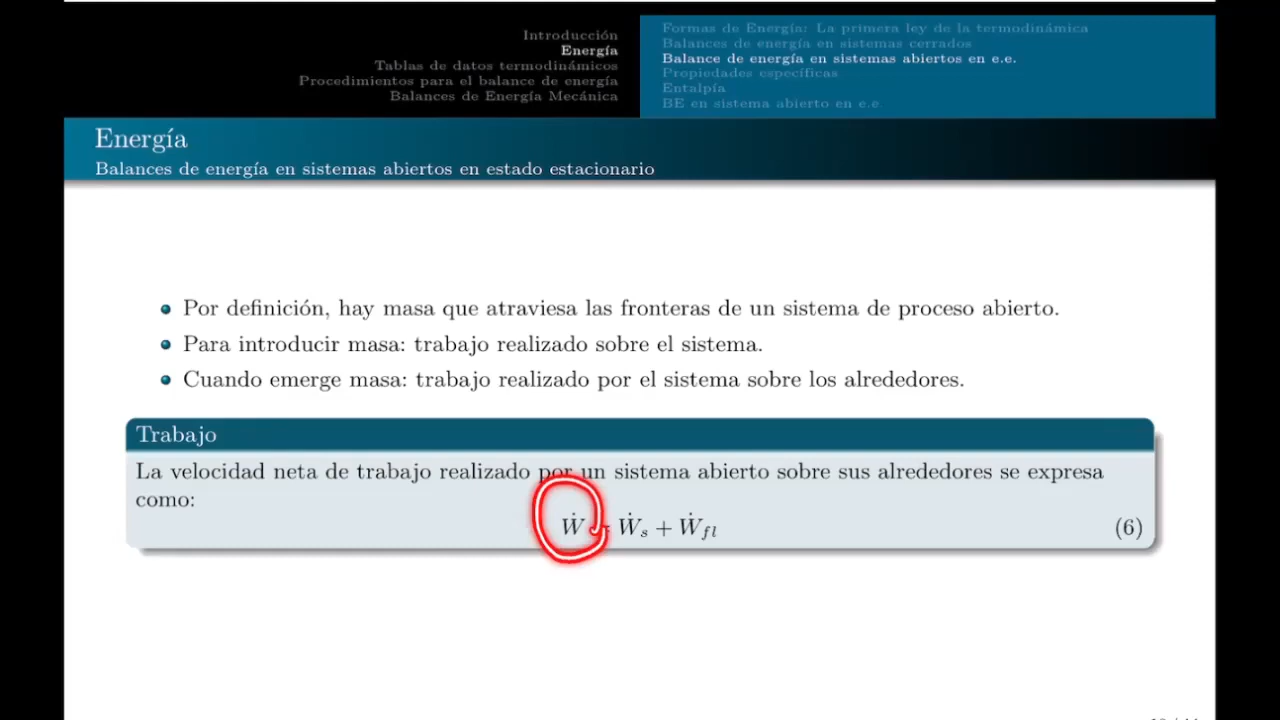 Introducción
Energía
Tablas de datos termodinámicos
Procedimientos para el balance de energía
Balances de Energía Mecánica
Formas de Energía: La primera ley de la termodinámica
Balances de energía en sistemas cerrados
Balance de energía en sistemas abiertos en e.e.
Propiedades específicas
Entalpía
BE en sistema abierto en e.e.
Energía
Balances de energía en sistemas abiertos en estado estacionario
Por definición, hay masa que atraviesa las fronteras de un sistema de proceso abierto.
Para introducir masa: trabajo realizado sobre el sistema.
Cuando emerge masa: trabajo realizado por el sistema sobre los alrededores.
Trabajo
La velocidad neta de trabajo realizado por un sistema abierto sobre sus alrededores se expresa
como:
Ẇ = Ẇ_s + Ẇ_fl (6)